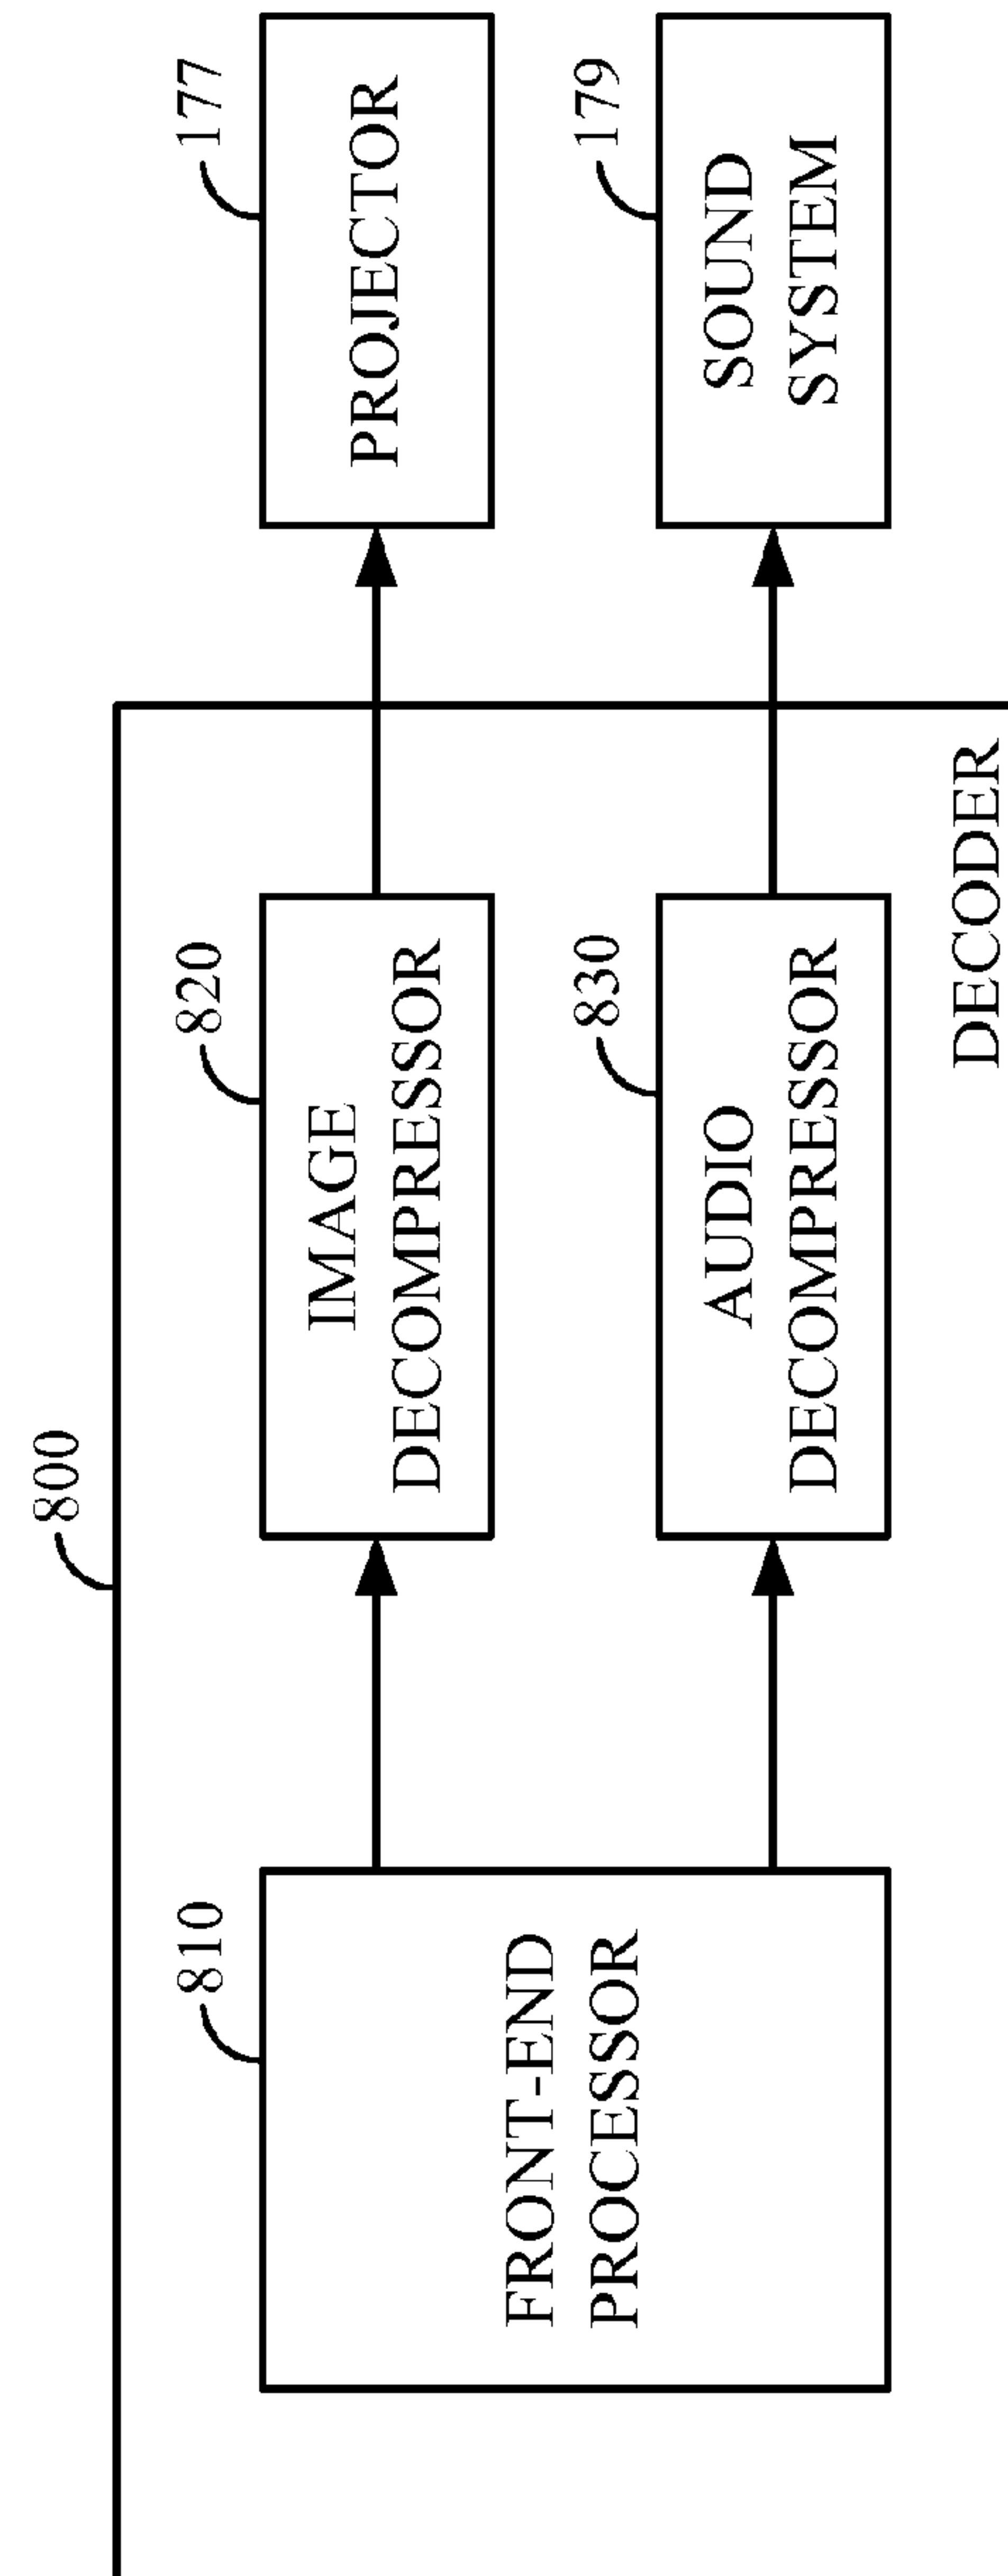 800
810
FRONT-END
PROCESSOR
820
IMAGE
DECOMPRESSOR
177
PROJECTOR
830
AUDIO
DECOMPRESSOR
179
SOUND
SYSTEM
DECODER